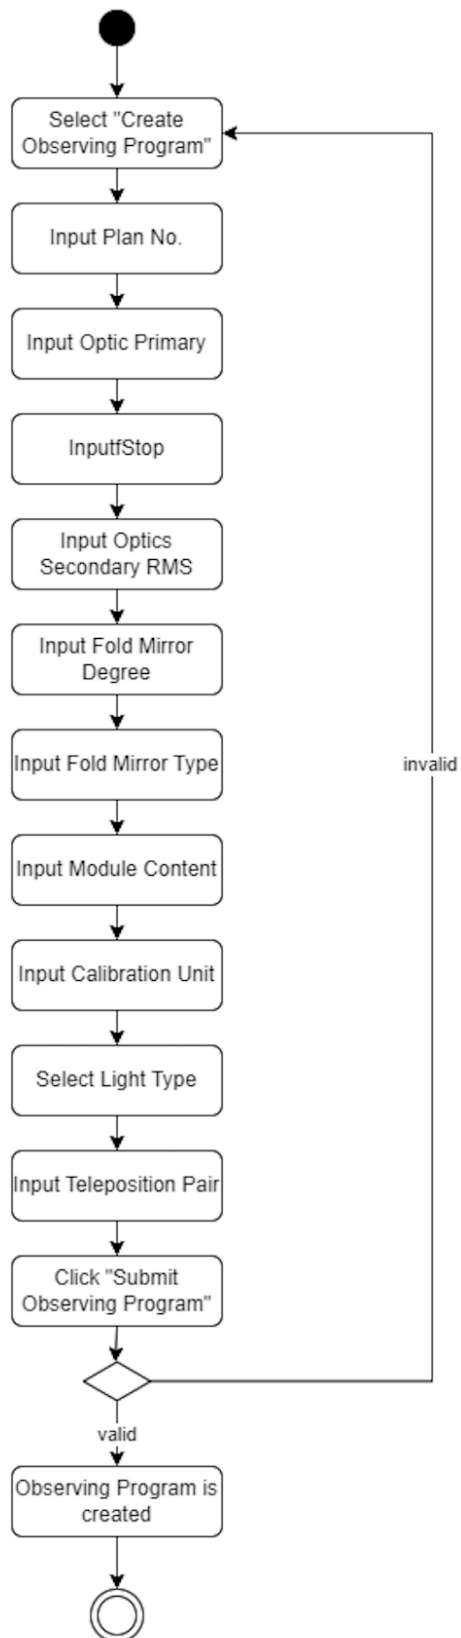 Select "Create
Observing Program"
Input Plan No.
Input Optic Primary
InputfStop
Input Optics
Secondary RMS
Input Fold Mirror
Degree
Input Fold Mirror Type
invalid
Input Module Content
Input Calibration Unit
Select Light Type
Input Teleposition Pair
Click "Submit
Observing Program"
valid
Observing Program is
created